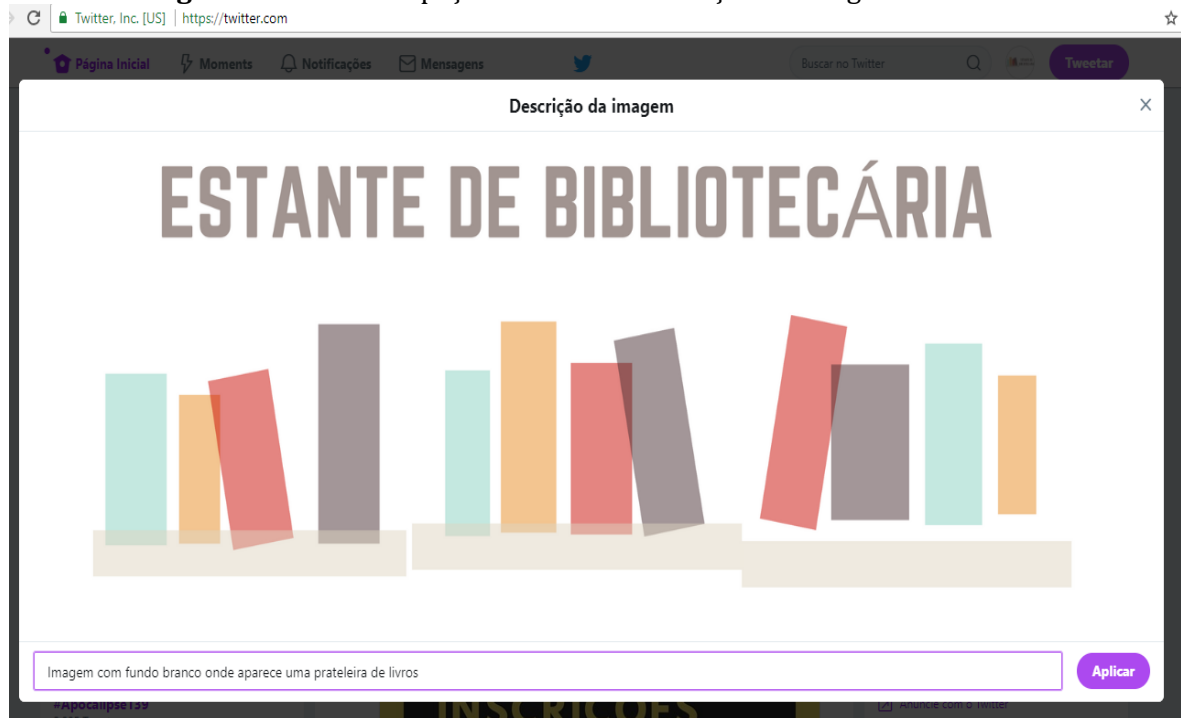 Twitter, Inc. [US] | https://twitter.com
Página Inicial Moments Notificações Mensagens Buscar no Twitter Tweetar
Descrição da imagem
ESTANTE DE BIBLIOTECÁRIA
Imagem com fundo branco onde aparece uma prateleira de livros Aplicar
#Apocalipse139 INSCRIÇÕES Anuncie com o Twitter